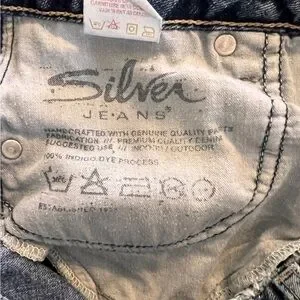 Silver
JEANS
HANDCRAFTED WITH GENUINE QUALITY PARTS
FABRICATION /// PREMIUM QUALITY DENIM
SUGGESTED USE /// INDOOR / OUTDOOR
100% INDIGO DYE PROCESS